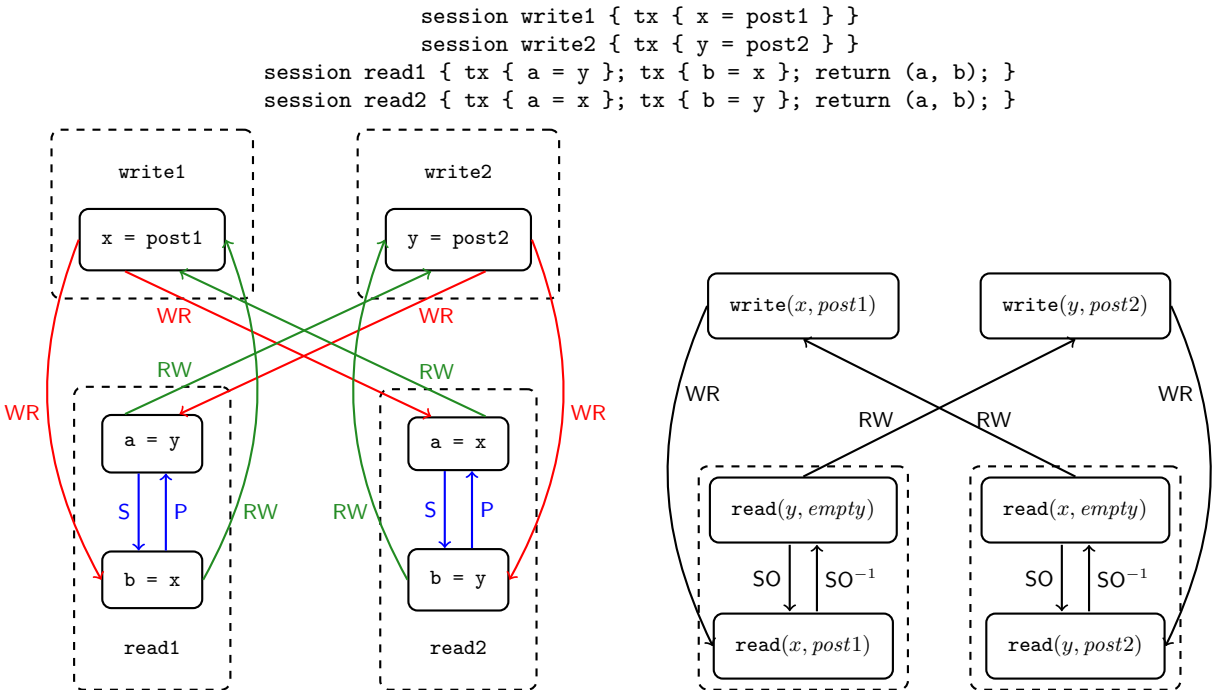 session write1 { tx { x = post1 } }
session write2 { tx { y = post2 } }
session read1 { tx { a = y }; tx { b = x }; return (a, b); }
session read2 { tx { a = x }; tx { b = y }; return (a, b); }
write1
write2
x = post1
y = post2
WR
WR
RW
RW
WR
WR
a = y
a = x
S
P
RW
RW
S
P
b = x
b = y
read1
read2
write(x, post1)
write(y, post2)
WR
WR
RW
RW
read(y, empty)
read(x, empty)
SO
SO⁻¹
SO
SO⁻¹
read(x, post1)
read(y, post2)